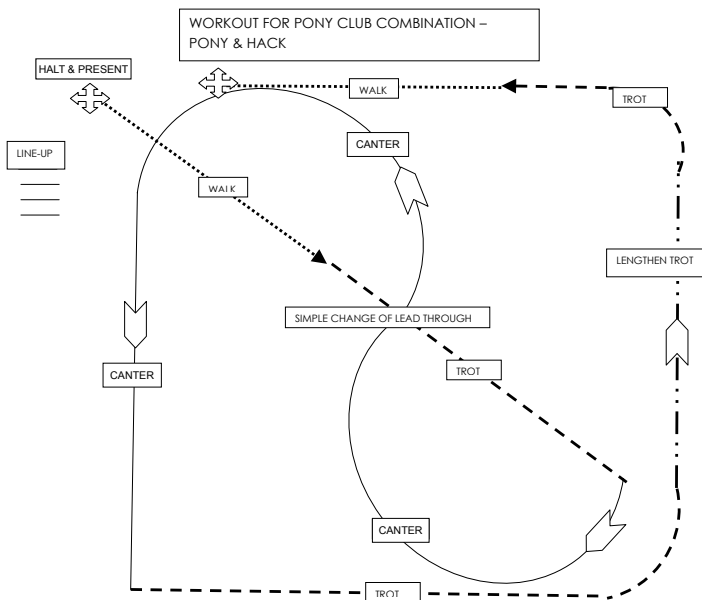 WORKOUT FOR PONY CLUB COMBINATION –
PONY & HACK
HALT & PRESENT
WALK
TROT
CANTER
LINE-UP
WALK
LENGTHEN TROT
SIMPLE CHANGE OF LEAD THROUGH
CANTER
TROT
CANTER
TROT